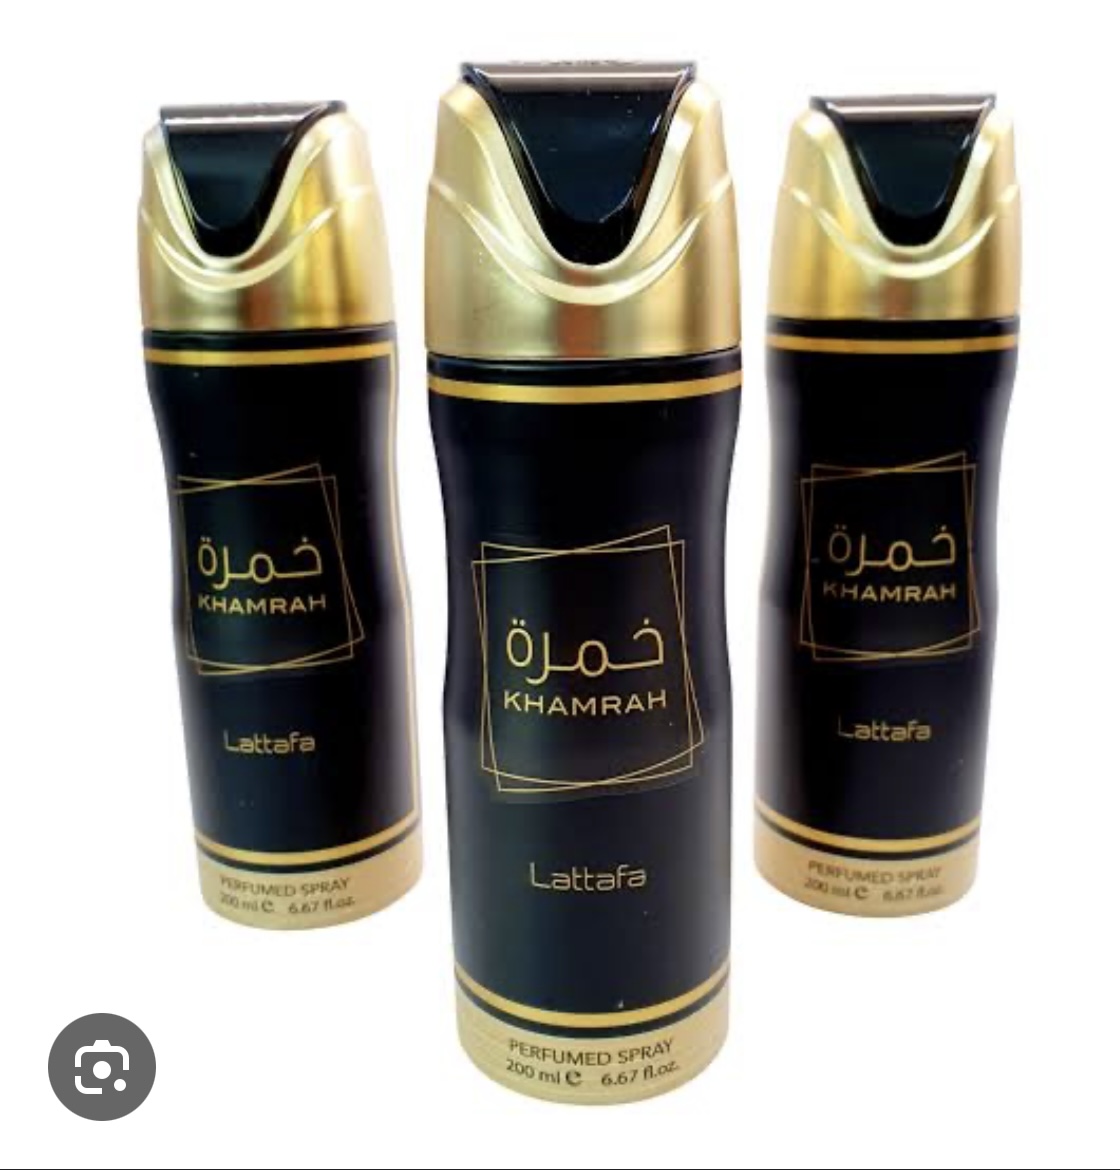 خمرة
KHAMRAH
Lattafa
PERFUMED SPRAY
200 ml e 6.67 fl.oz.
خمرة
KHAMRAH
Lattafa
PERFUMED SPRAY
200 ml e 6.67 fl.oz.
خمرة
KHAMRAH
Lattafa
PERFUMED SPRAY
200 ml e 6.67 fl.oz.